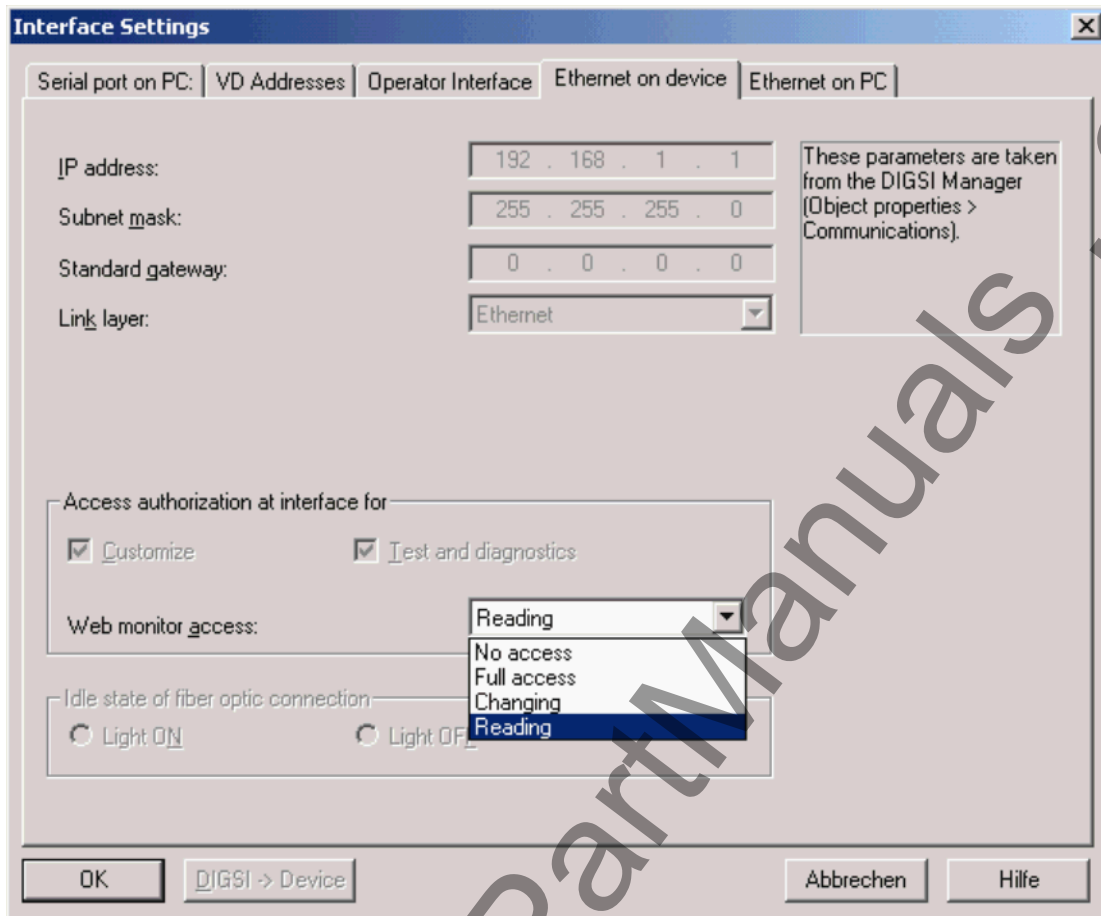 Interface Settings
Serial port on PC: VD Addresses Operator Interface Ethernet on device Ethernet on PC
IP address: 192 . 168 . 1 . 1
Subnet mask: 255 . 255 . 255 . 0
Standard gateway: 0 . 0 . 0 . 0
Link layer: Ethernet
These parameters are taken
from the DIGSI Manager
(Object properties >
Communications).
Access authorization at interface for
Customize Test and diagnostics
Web monitor access: Reading
No access
Full access
Changing
Reading
Idle state of fiber optic connection
Light ON Light OFF
OK DIGSI -> Device Abbrechen Hilfe
PartManuals